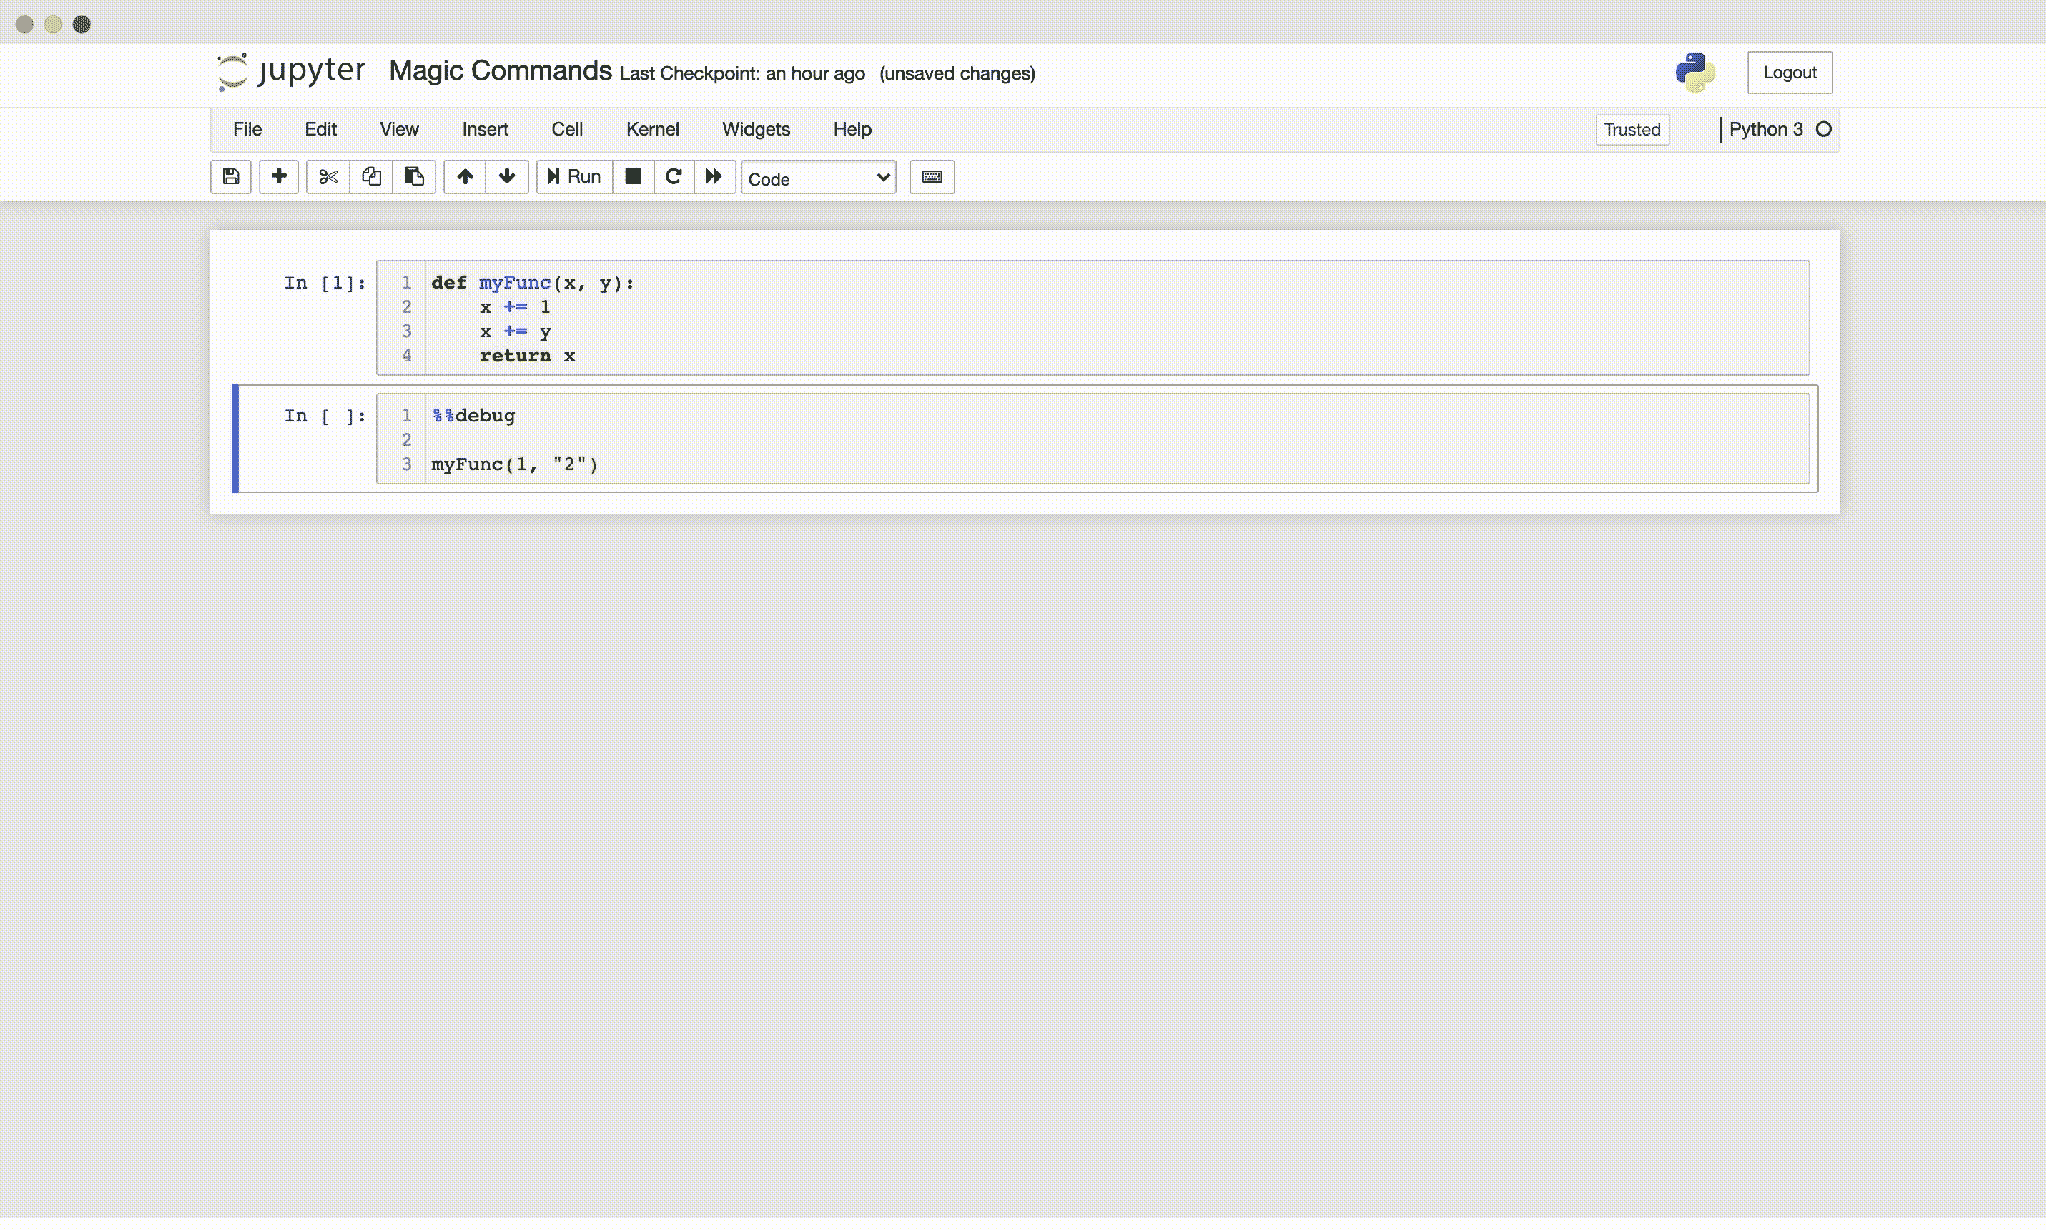 jupyter Magic Commands Last Checkpoint: an hour ago (unsaved changes) Logout
File Edit View Insert Cell Kernel Widgets Help Trusted Python 3
Run Code
In [1]:
1 def myFunc(x, y):
2 x += 1
3 x += y
4 return x
In [ ]:
1 %%debug
2
3 myFunc(1, "2")